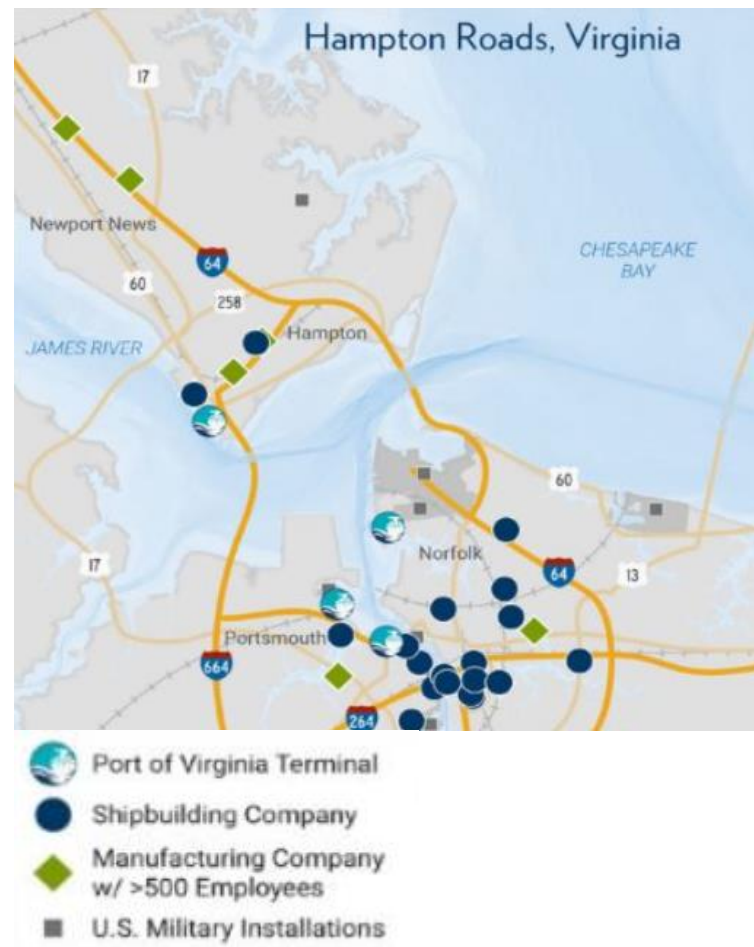 Hampton Roads, Virginia
17
Newport News
CHESAPEAKE
BAY
64
60
258
Hampton
JAMES RIVER
60
Norfolk
17
64
13
Portsmouth
664
264
Port of Virginia Terminal
Shipbuilding Company
Manufacturing Company
w/ >500 Employees
U.S. Military Installations